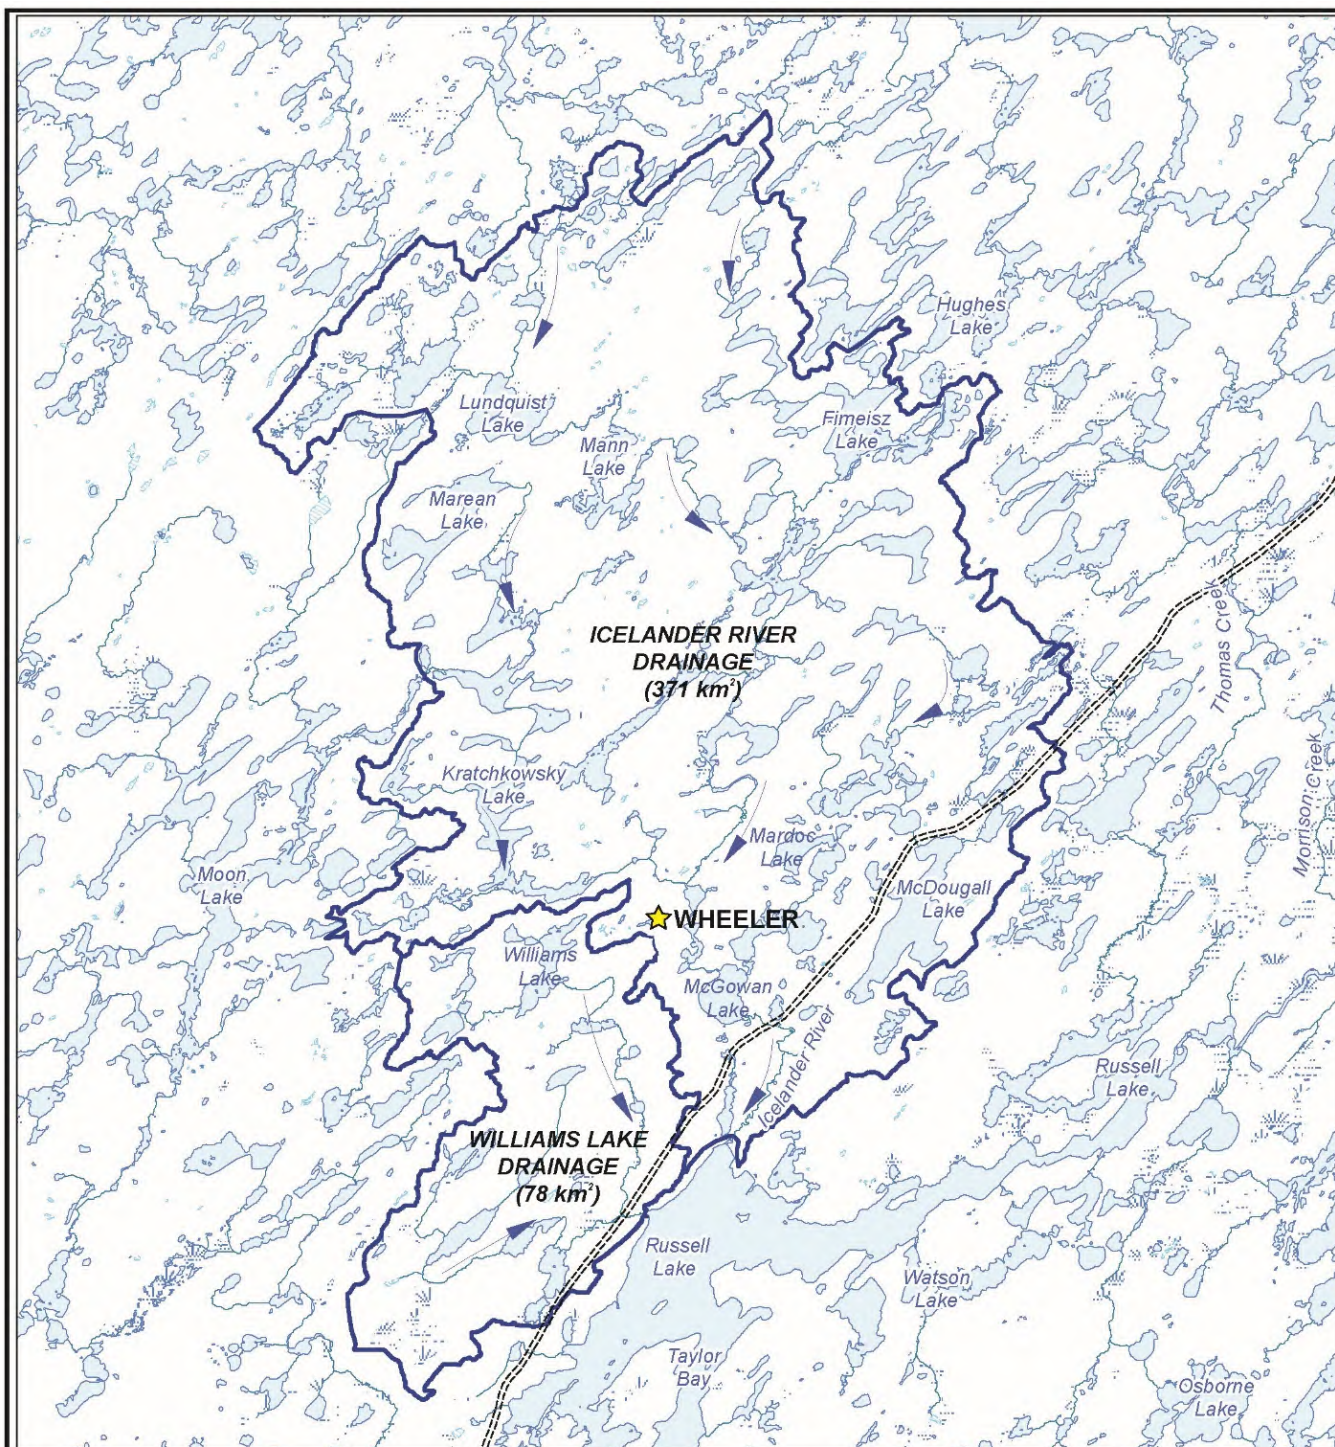 Hughes
Lake
Lundquist
Lake
Fimeisz
Lake
Mann
Lake
Marean
Lake
Thomas Creek
ICELANDER RIVER
DRAINAGE
(371 km²)
Morrison Creek
Kratchkowsky
Lake
Mardoc
Lake
Moon
Lake
McDougall
Lake
WHEELER
Williams
Lake
McGowan
Lake
Icelander River
Russell
Lake
WILLIAMS LAKE
DRAINAGE
(78 km²)
Russell
Lake
Watson
Lake
Taylor
Bay
Osborne
Lake